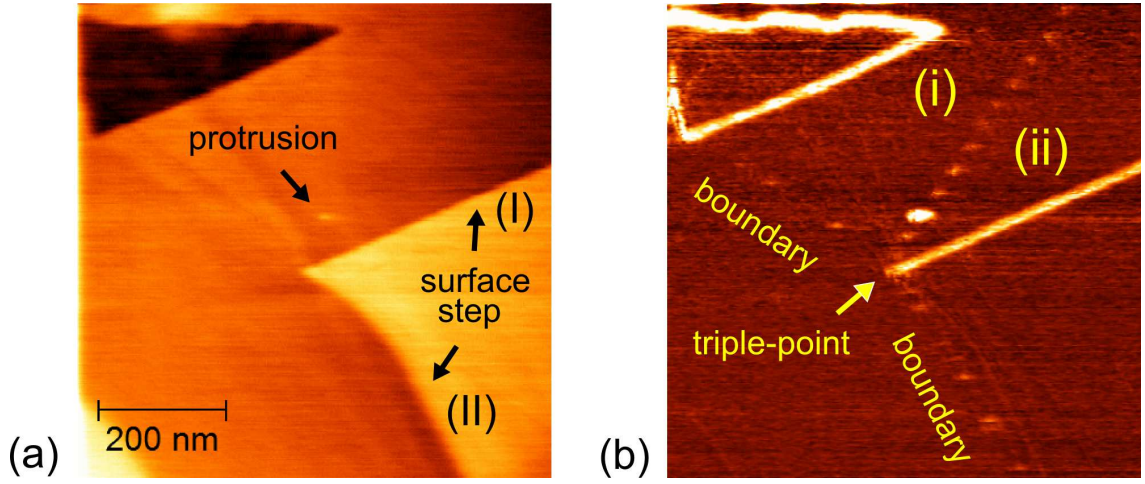 protrusion
(I)
surface
step
(II)
200 nm
(a)
(i)
(ii)
boundary
triple-point
boundary
(b)